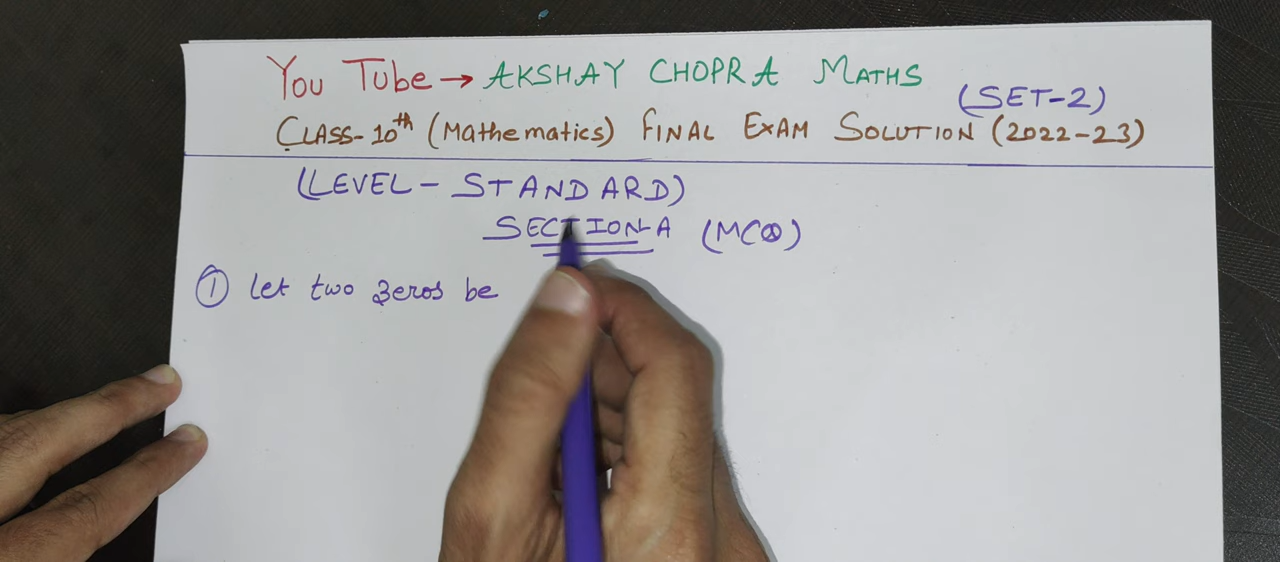 You Tube → AKSHAY CHOPRA MATHS
(SET-2)
CLASS-10th (Mathematics) FINAL EXAM SOLUTION (2022-23)
(LEVEL - STANDARD)
SECTION-A (MCQ)
① Let two zeros be